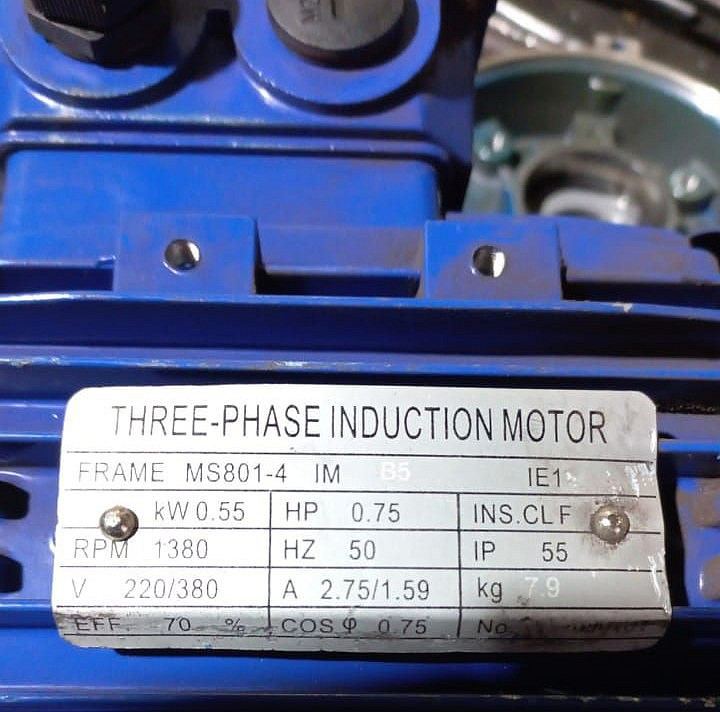 THREE-PHASE INDUCTION MOTOR
FRAME MS801-4 IM B5 IE1
kW 0.55 HP 0.75 INS.CL F
RPM 1380 HZ 50 IP 55
V 220/380 A 2.75/1.59 kg 7.9
EFF. 70 % COS φ 0.75 No